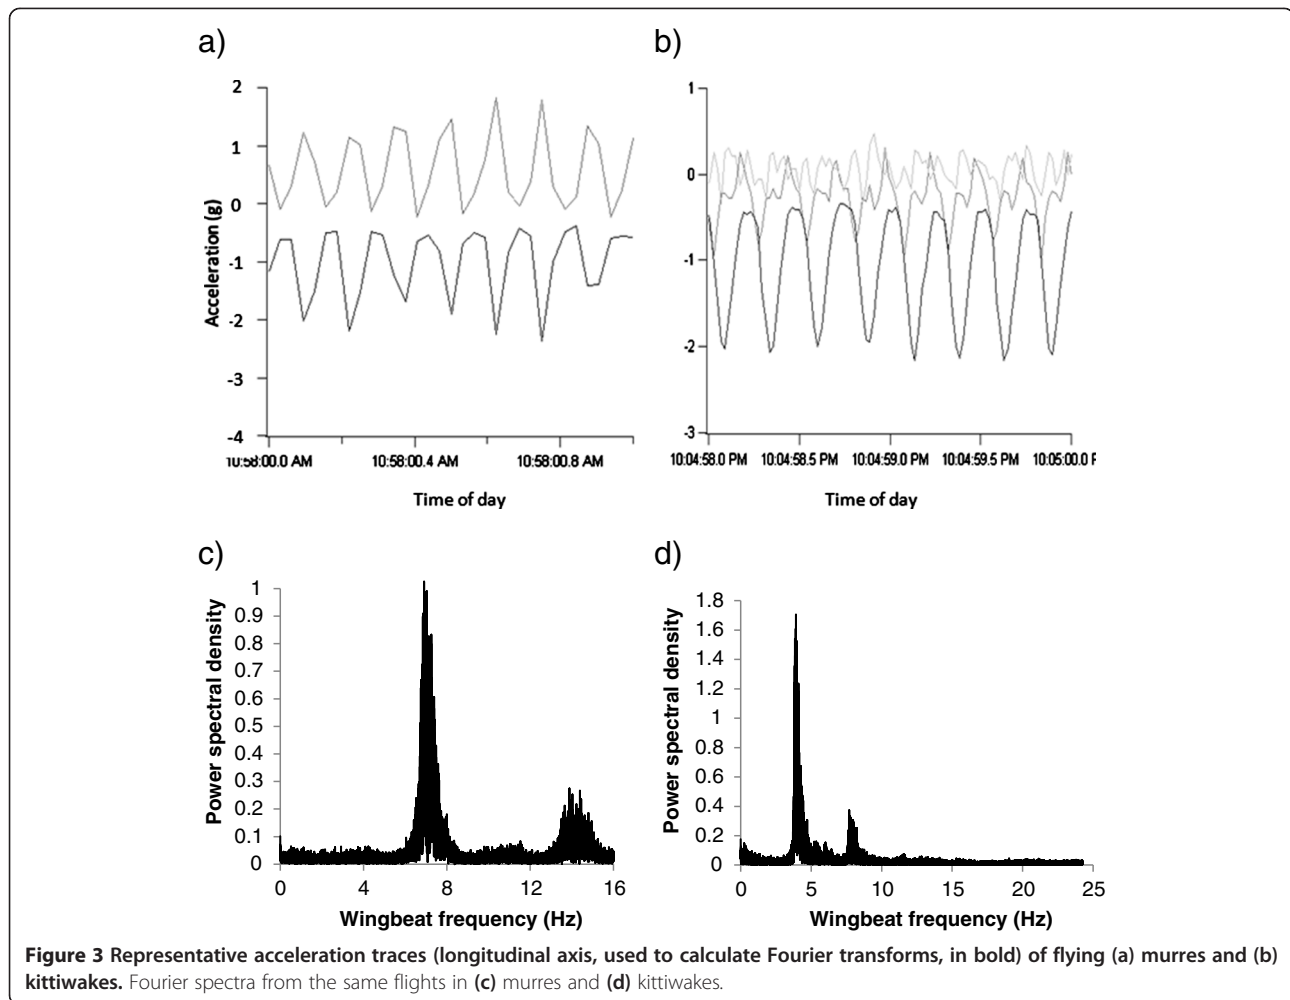 a)
b)
2
1
0
-1
-2
-3
-4
Acceleration (g)
10:58:00.0 AM 10:58:00.4 AM 10:58:00.8 AM
Time of day
1
0
-1
-2
-3
10:04:58.0 PM 10:04:58.5 PM 10:04:59.0 PM 10:04:59.5 PM 10:05:00.0 P
Time of day
c)
d)
1
0.9
0.8
0.7
0.6
0.5
0.4
0.3
0.2
0.1
0
Power spectral density
0 4 8 12 16
Wingbeat frequency (Hz)
1.8
1.6
1.4
1.2
1
0.8
0.6
0.4
0.2
0
Power spectral density
0 5 10 15 20 25
Wingbeat frequency (Hz)
Figure 3 Representative acceleration traces (longitudinal axis, used to calculate Fourier transforms, in bold) of flying (a) murres and (b)
kittiwakes. Fourier spectra from the same flights in (c) murres and (d) kittiwakes.